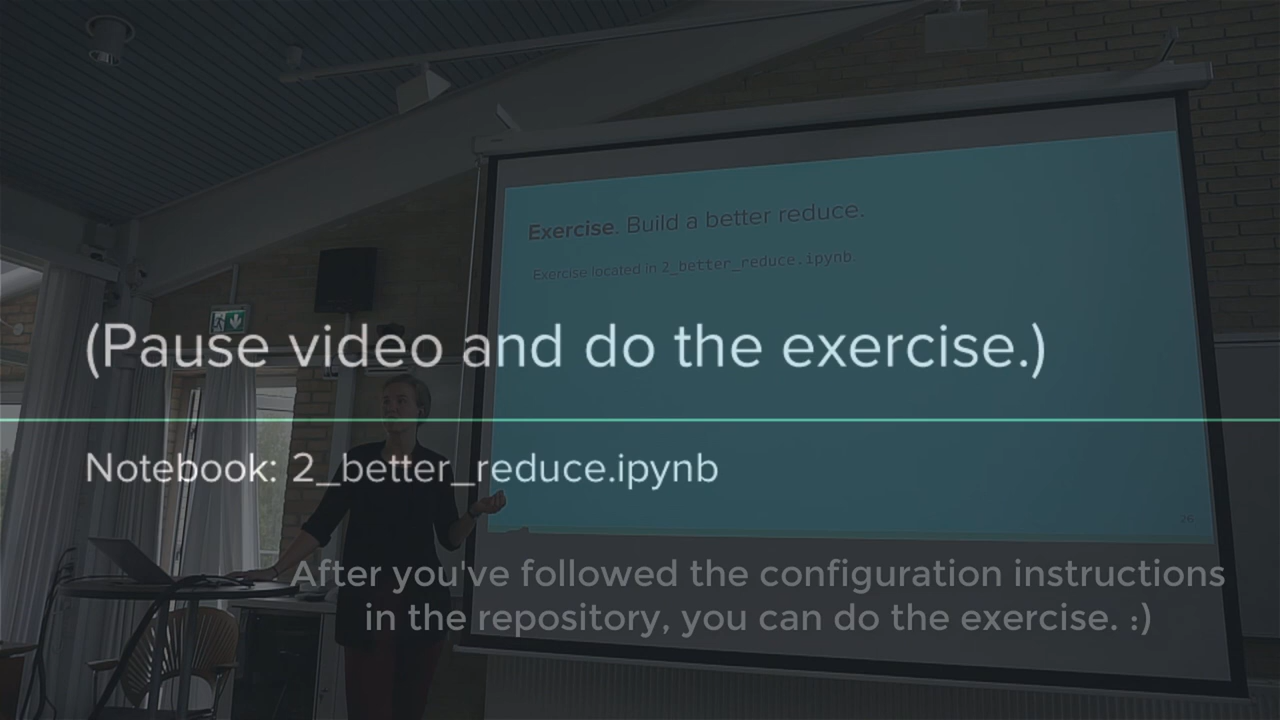 Exercise. Build a better reduce.
Exercise located in 2_better_reduce.ipynb.
(Pause video and do the exercise.)
Notebook: 2_better_reduce.ipynb
26
After you've followed the configuration instructions
in the repository, you can do the exercise. :)